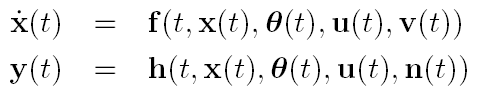 ẋ(t) = f(t, x(t), θ(t), u(t), v(t))
y(t) = h(t, x(t), θ(t), u(t), n(t))